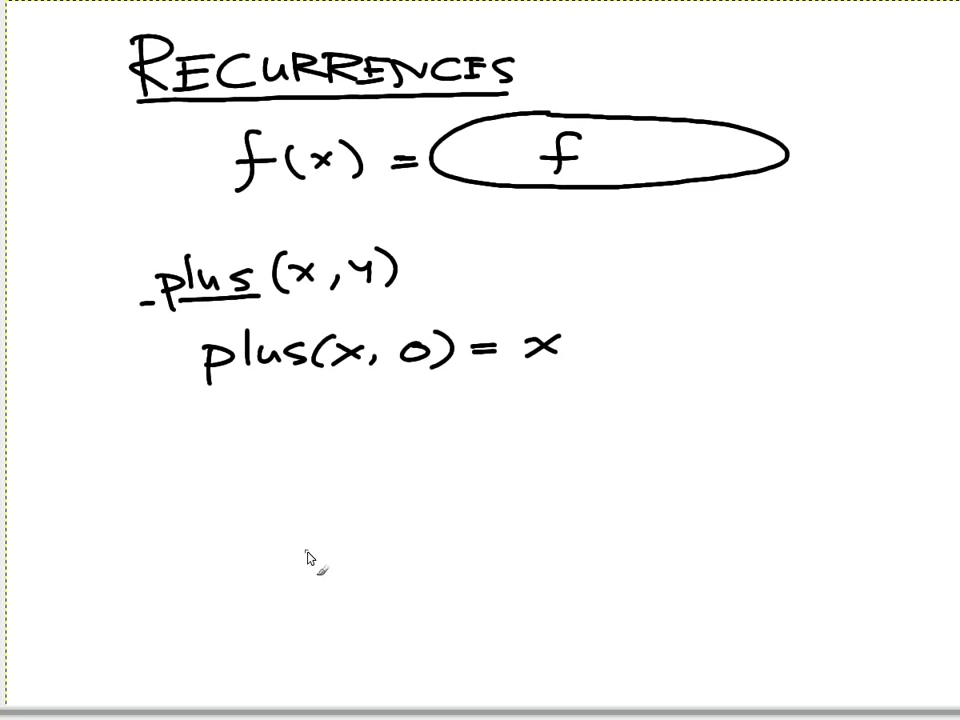 RECURRENCES
f(x) = f
- plus (x, y)
plus(x, 0) = x